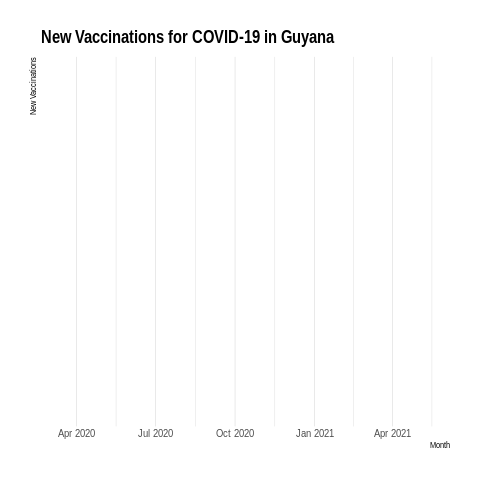 New Vaccinations for COVID-19 in Guyana
New Vaccinations
Apr 2020 Jul 2020 Oct 2020 Jan 2021 Apr 2021
Month